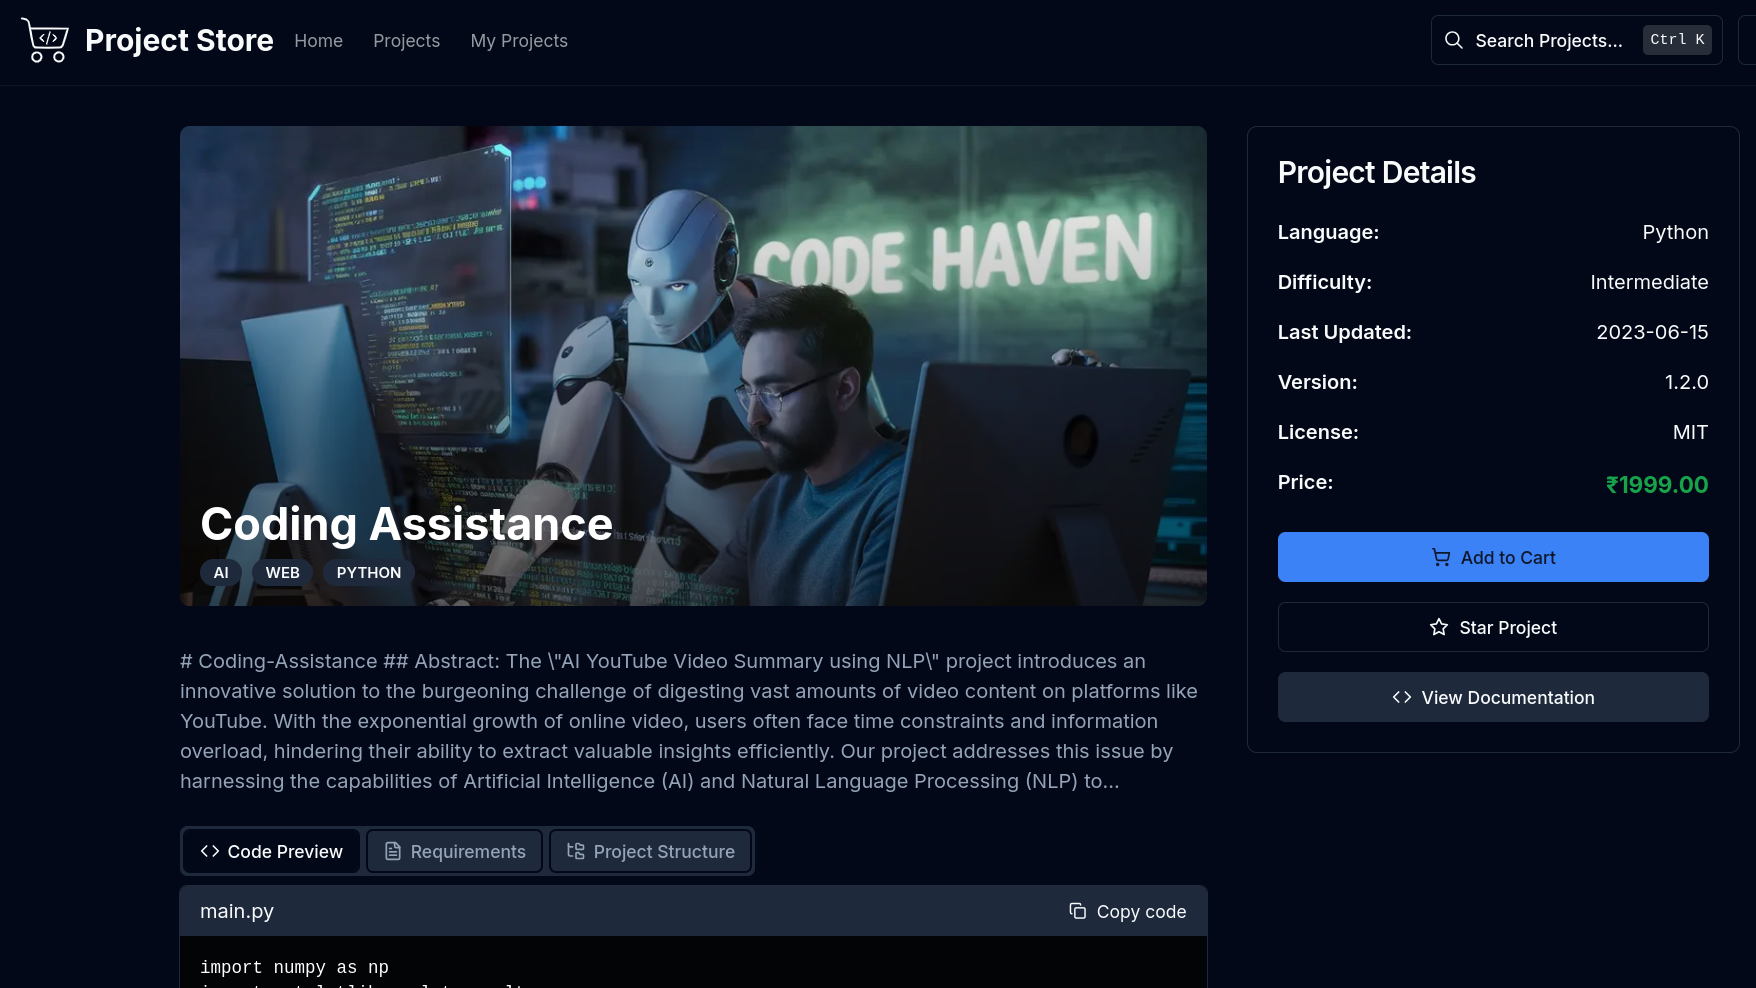 Project Store
Home
Projects
My Projects
Search Projects...
Ctrl K
CODE HAVEN
Coding Assistance
AI
WEB
PYTHON
# Coding-Assistance ## Abstract: The \"AI YouTube Video Summary using NLP\" project introduces an
innovative solution to the burgeoning challenge of digesting vast amounts of video content on platforms like
YouTube. With the exponential growth of online video, users often face time constraints and information
overload, hindering their ability to extract valuable insights efficiently. Our project addresses this issue by
harnessing the capabilities of Artificial Intelligence (AI) and Natural Language Processing (NLP) to...
Code Preview
Requirements
Project Structure
main.py
Copy code
import numpy as np
Project Details
Language: Python
Difficulty: Intermediate
Last Updated: 2023-06-15
Version: 1.2.0
License: MIT
Price: ₹1999.00
Add to Cart
Star Project
View Documentation